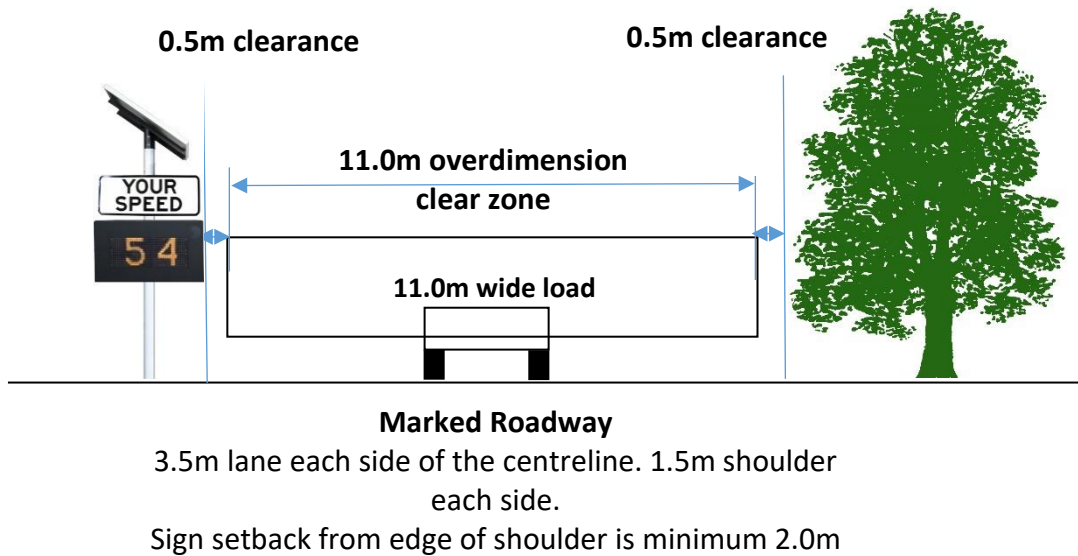 0.5m clearance
0.5m clearance
11.0m overdimension
clear zone
YOUR
SPEED
54
11.0m wide load
Marked Roadway
3.5m lane each side of the centreline. 1.5m shoulder
each side.
Sign setback from edge of shoulder is minimum 2.0m